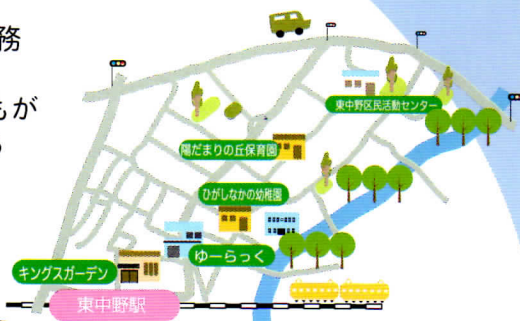 務
もが
東中野区民活動センター
陽だまりの丘保育園
ひがしなかの幼稚園
ゆーらっく
キングスガーデン
東中野駅